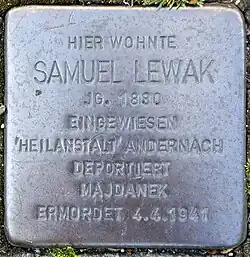 HIER WOHNTE
SAMUEL LEWAK
JG. 1880
EINGEWIESEN
'HEILANSTALT' ANDERNACH
DEPORTIERT
MAJDANEK
ERMORDET 4.4.1941